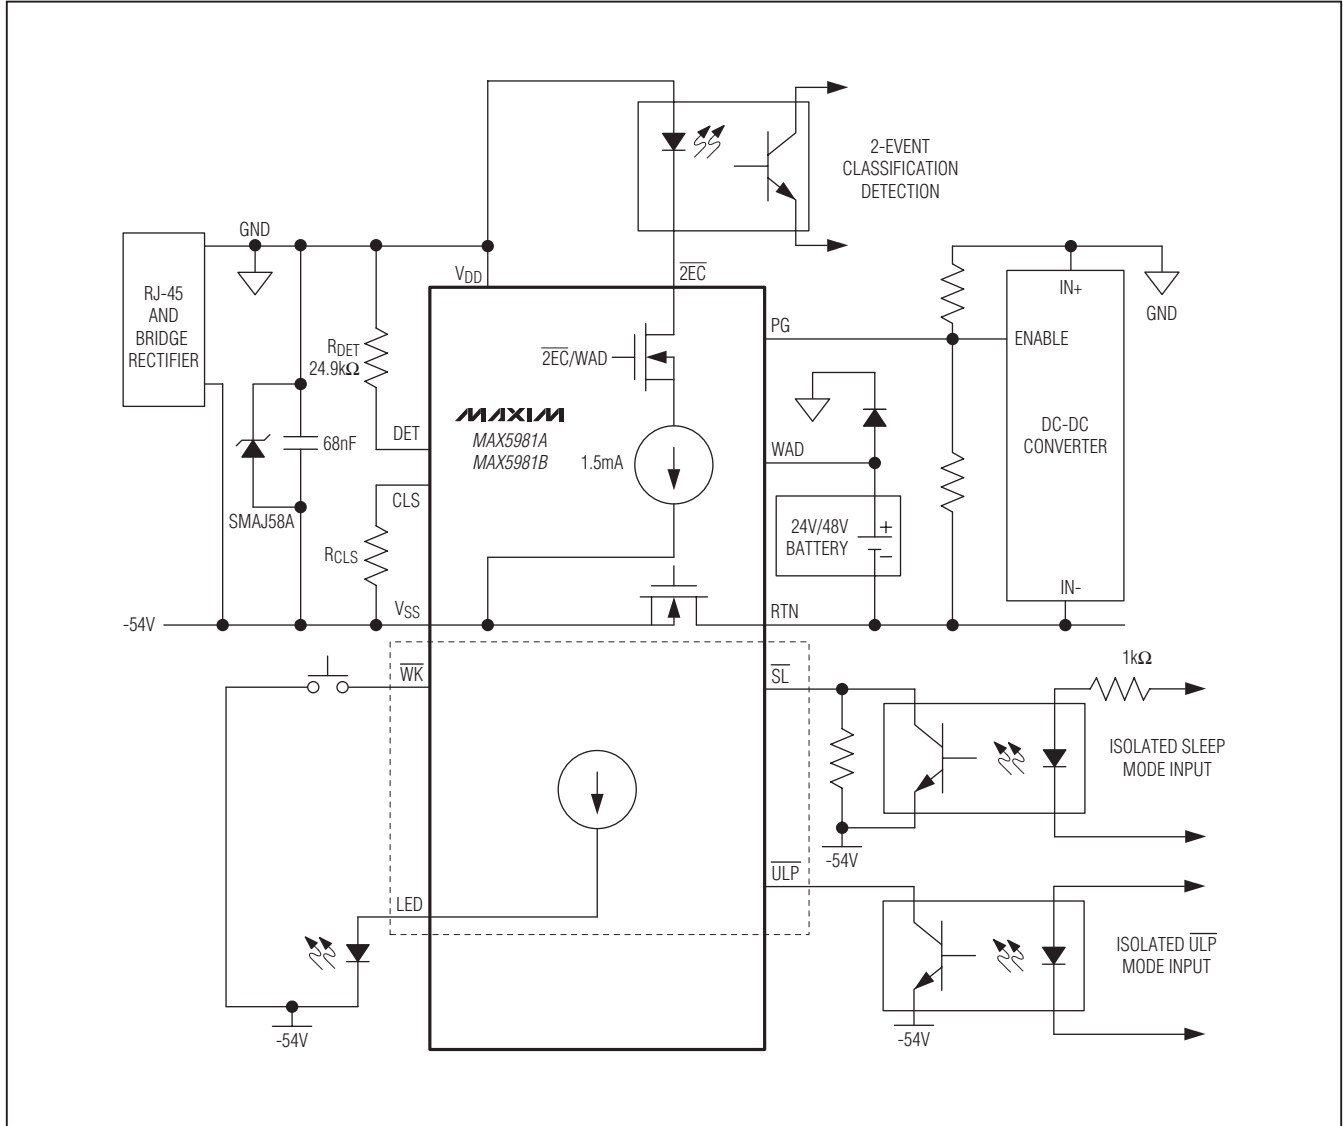 2-EVENT
CLASSIFICATION
DETECTION
GND
VDD
2EC
RJ-45
AND
BRIDGE
RECTIFIER
IN+
GND
PG
ENABLE
RDET
24.9kΩ
2EC/WAD
MAXIM
MAX5981A
MAX5981B
DET
68nF
1.5mA
WAD
DC-DC
CONVERTER
CLS
SMAJ58A
24V/48V
BATTERY
+
−
RCLS
IN-
VSS
RTN
-54V
WK
SL
1kΩ
ISOLATED SLEEP
MODE INPUT
-54V
ULP
LED
ISOLATED ULP
MODE INPUT
-54V
-54V